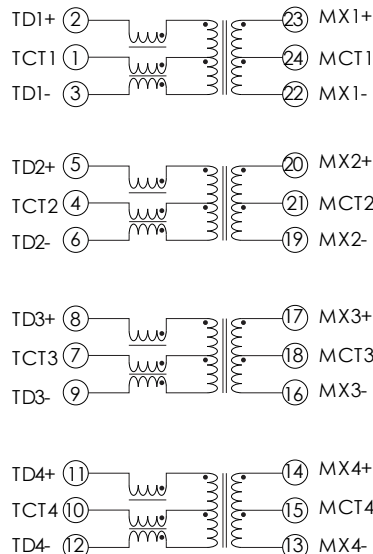 TD1+ 2 23 MX1+
TCT1 1 24 MCT1
TD1- 3 22 MX1-
TD2+ 5 20 MX2+
TCT2 4 21 MCT2
TD2- 6 19 MX2-
TD3+ 8 17 MX3+
TCT3 7 18 MCT3
TD3- 9 16 MX3-
TD4+ 11 14 MX4+
TCT4 10 15 MCT4
TD4- 12 13 MX4-